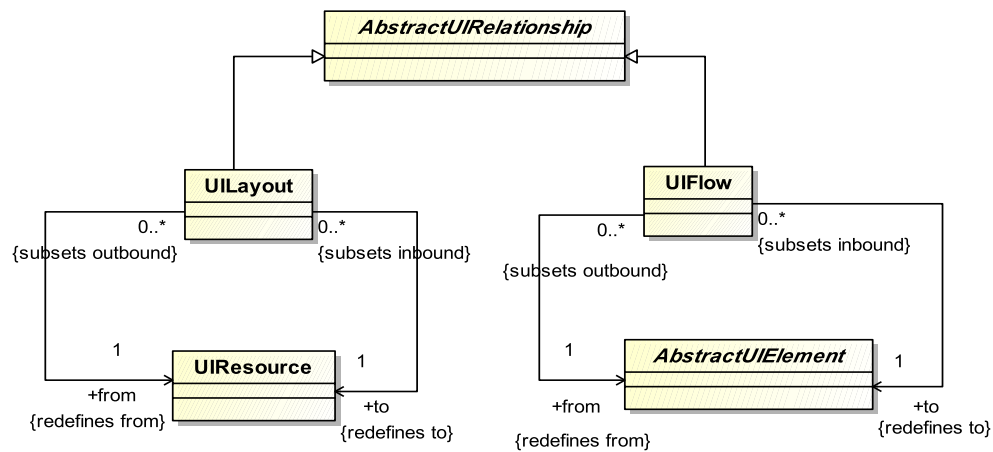 AbstractUIRelationship
UILayout
UIFlow
0..*
0..*
{subsets outbound}
{subsets inbound}
0..*
0..*
{subsets outbound}
{subsets inbound}
1
UIResource
1
+from
{redefines from}
+to
{redefines to}
1
AbstractUIElement
1
+from
{redefines from}
+to
{redefines to}